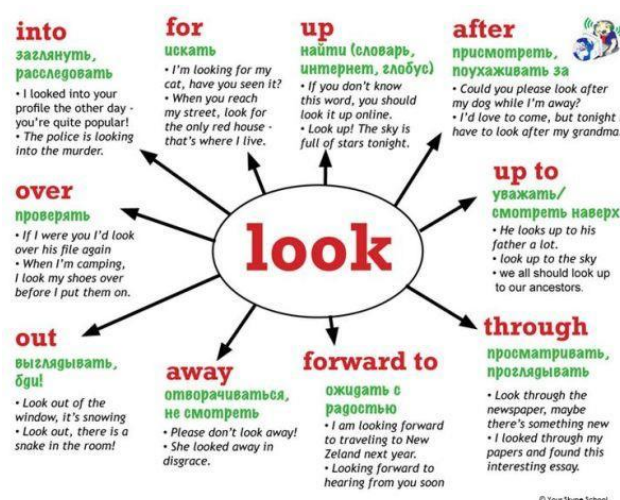 into
заглянуть,
расследовать
• I looked into your
profile the other day -
you're quite popular!
• The police is looking
into the murder.
for
искать
• I'm looking for my
cat, have you seen it?
• When you reach
my street, look for
the only red house -
that's where I live.
up
найти (словарь,
интернет, глобус)
• If you don't know
this word, you should
look it up online.
• Look up! The sky is
full of stars tonight.
after
присмотреть,
поухаживать за
• Could you please look after
my dog while I'm away?
• I'd love to come, but tonight I
have to look after my grandma.
over
проверять
• If I were you I'd look
over his file again
• When I'm camping,
I look my shoes over
before I put them on.
look
up to
уважать/
смотреть наверх
• He looks up to his
father a lot.
• look up to the sky
• we all should look up
to our ancestors.
out
выглядывать,
бди!
• Look out of the
window, it's snowing
• Look out, there is a
snake in the room!
away
отворачиваться,
не смотреть
• Please don't look away!
• She looked away in
disgrace.
forward to
ожидать с
радостью
• I am looking forward
to traveling to New
Zeland next year.
• Looking forward to
hearing from you soon
through
просматривать,
проглядывать
• Look through the
newspaper, maybe
there's something new
• I looked through my
papers and found this
interesting essay.
© Your Skype School